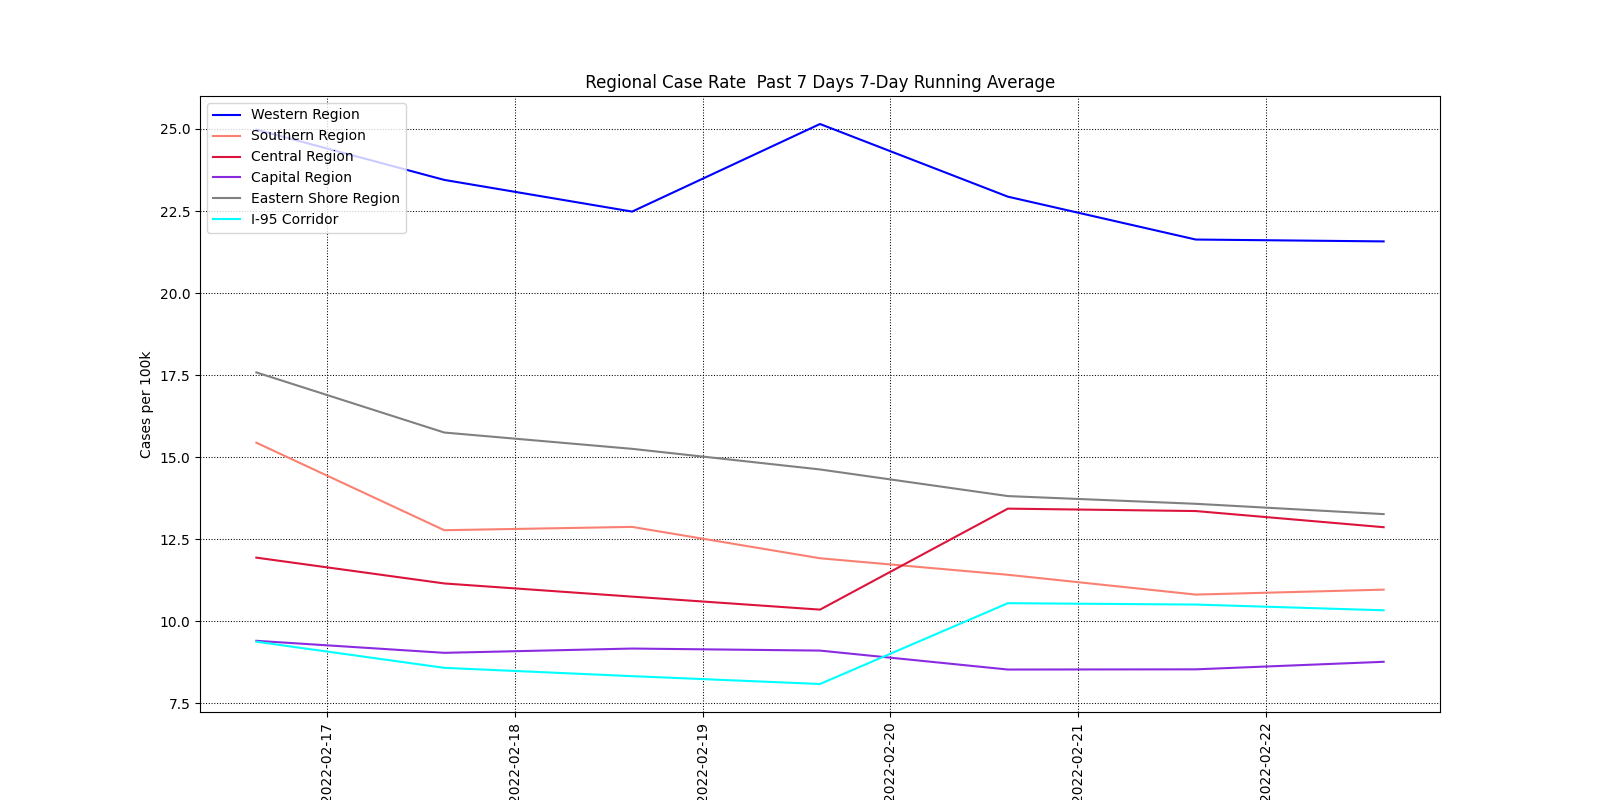 Regional Case Rate  Past 7 Days 7-Day Running Average
Western Region
Southern Region
Central Region
Capital Region
Eastern Shore Region
I-95 Corridor
Cases per 100k
25.0
22.5
20.0
17.5
15.0
12.5
10.0
7.5
2022-02-17
2022-02-18
2022-02-19
2022-02-20
2022-02-21
2022-02-22